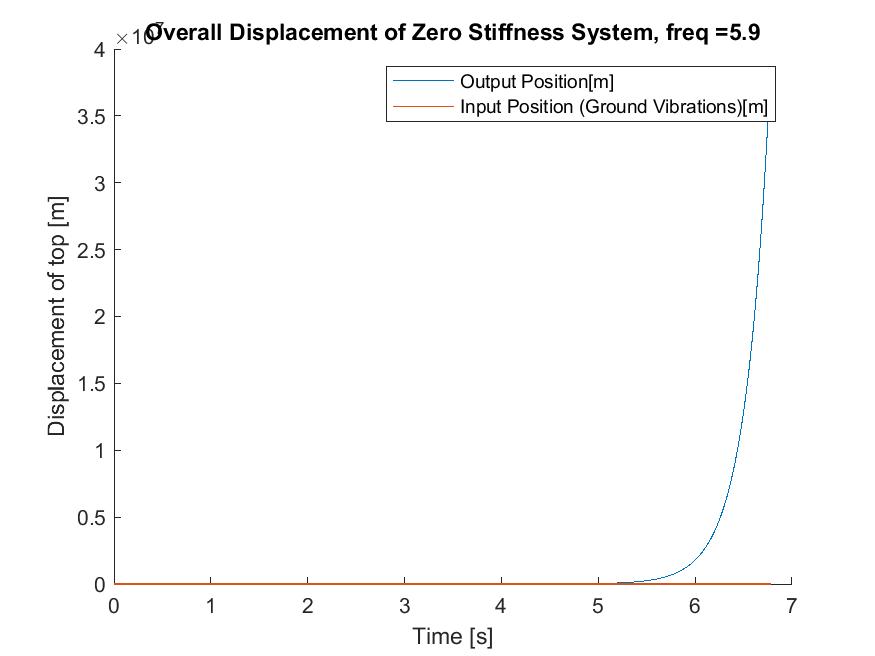 Overall Displacement of Zero Stiffness System, freq =5.9
×10^7
Output Position[m]
Input Position (Ground Vibrations)[m]
Displacement of top [m]
4
3.5
3
2.5
2
1.5
1
0.5
0
0 1 2 3 4 5 6 7
Time [s]